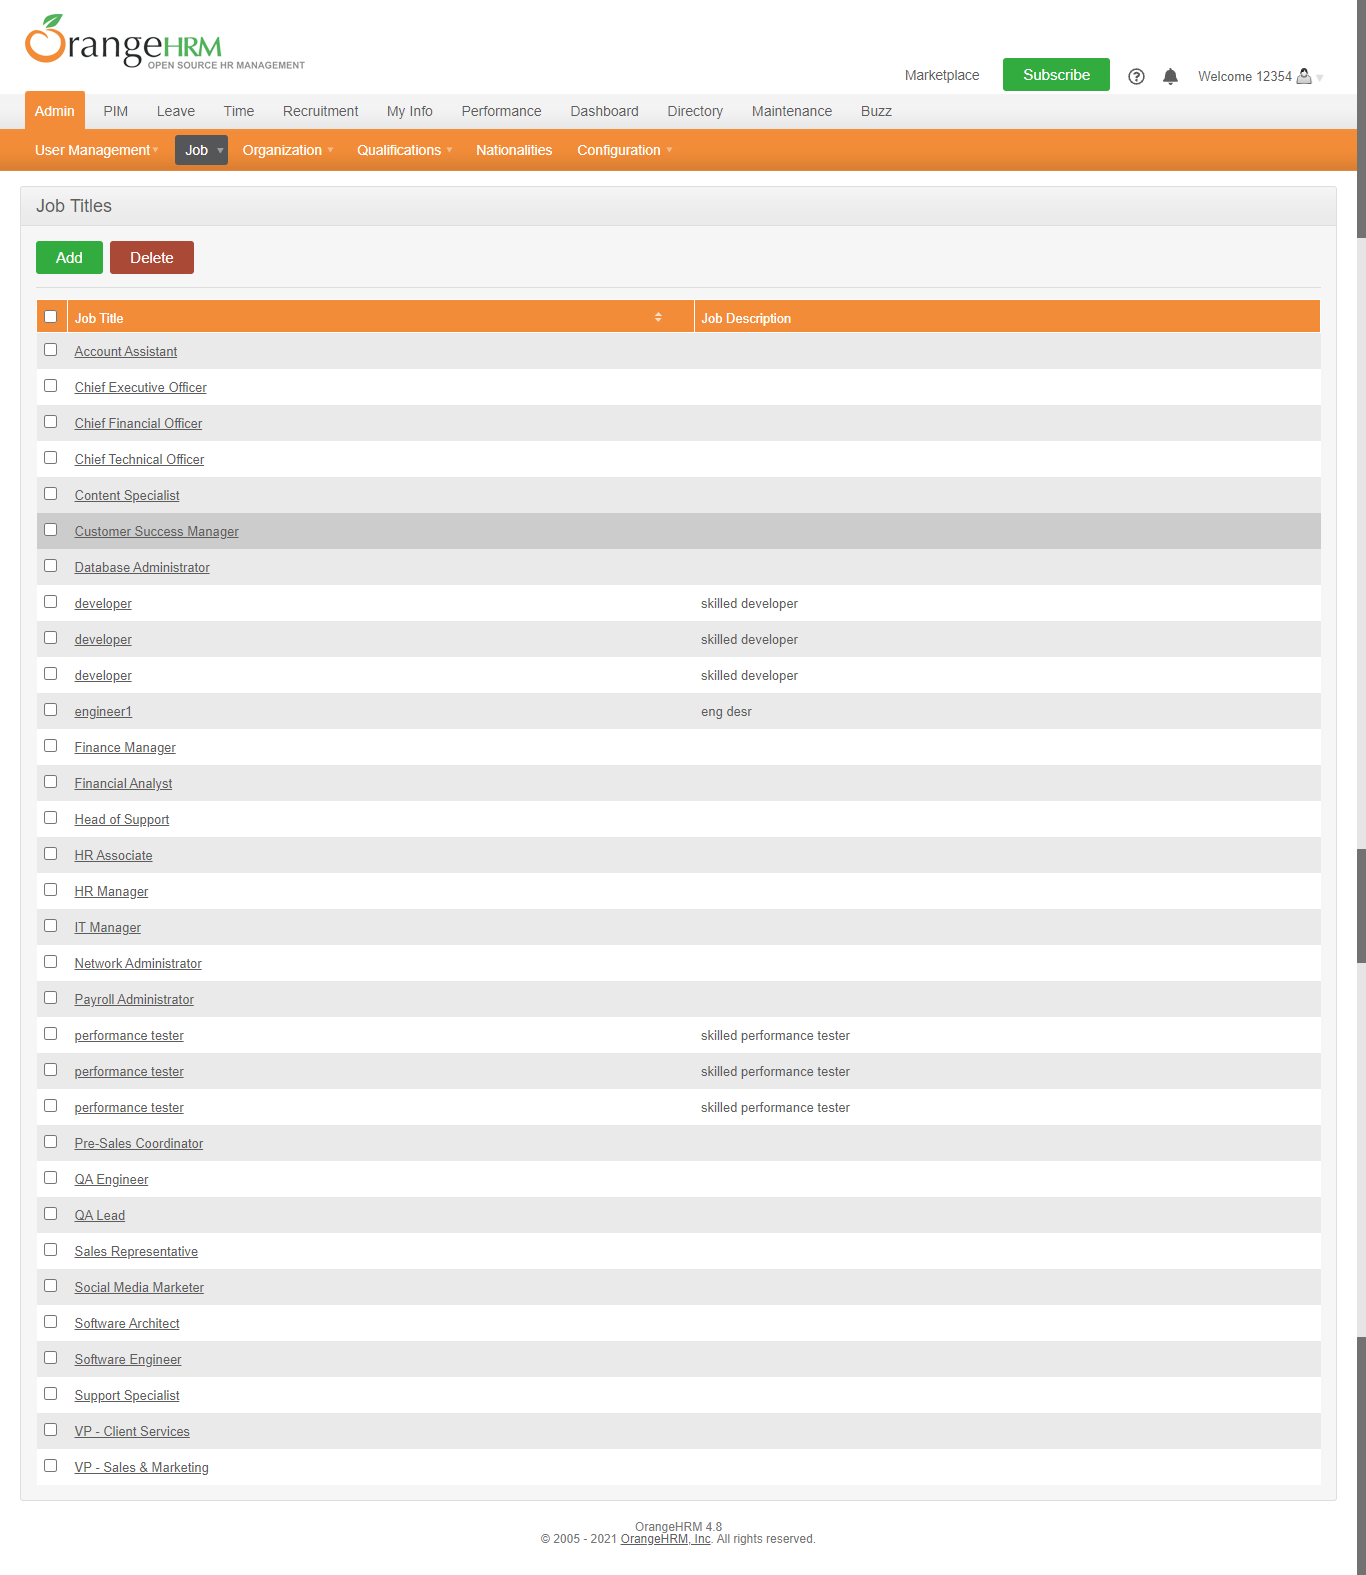 OrangeHRM
OPEN SOURCE HR MANAGEMENT
Marketplace Subscribe ? Welcome 12354
Admin PIM Leave Time Recruitment My Info Performance Dashboard Directory Maintenance Buzz
User Management Job Organization Qualifications Nationalities Configuration
Job Titles
Add Delete
Job Title Job Description
Account Assistant
Chief Executive Officer
Chief Financial Officer
Chief Technical Officer
Content Specialist
Customer Success Manager
Database Administrator
developer skilled developer
developer skilled developer
developer skilled developer
engineer1 eng desr
Finance Manager
Financial Analyst
Head of Support
HR Associate
HR Manager
IT Manager
Network Administrator
Payroll Administrator
performance tester skilled performance tester
performance tester skilled performance tester
performance tester skilled performance tester
Pre-Sales Coordinator
QA Engineer
QA Lead
Sales Representative
Social Media Marketer
Software Architect
Software Engineer
Support Specialist
VP - Client Services
VP - Sales & Marketing
OrangeHRM 4.8
© 2005 - 2021 OrangeHRM, Inc. All rights reserved.